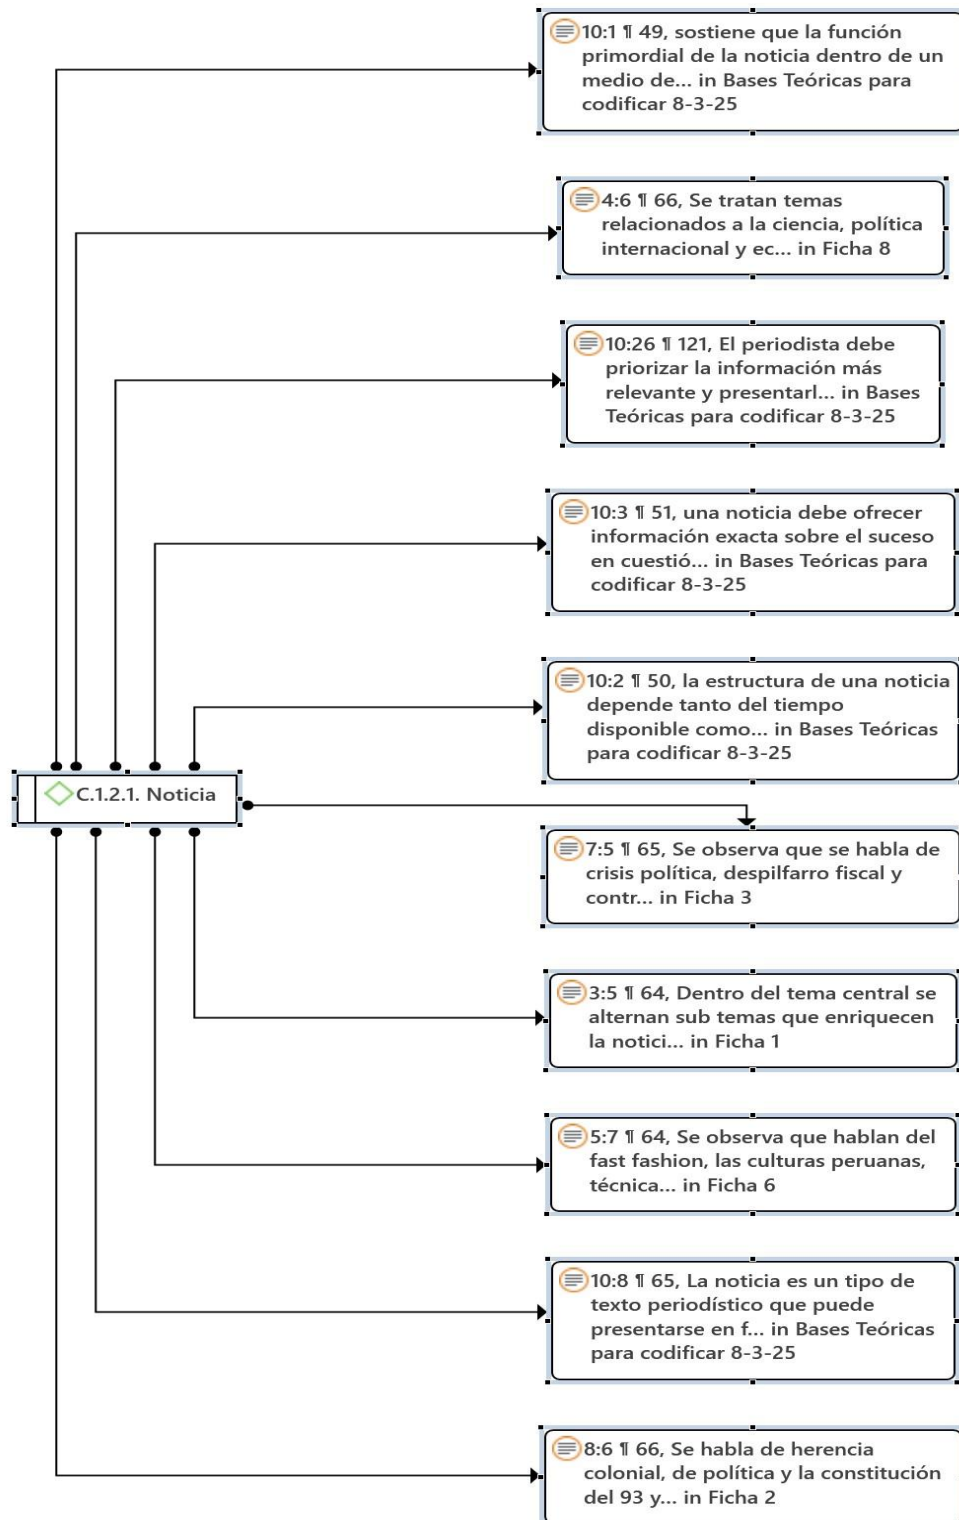 10:1 ¶ 49, sostiene que la función
primordial de la noticia dentro de un
medio de... in Bases Teóricas para
codificar 8-3-25
4:6 ¶ 66, Se tratan temas
relacionados a la ciencia, política
internacional y ec... in Ficha 8
10:26 ¶ 121, El periodista debe
priorizar la información más
relevante y presentarl... in Bases
Teóricas para codificar 8-3-25
10:3 ¶ 51, una noticia debe ofrecer
información exacta sobre el suceso
en cuestió... in Bases Teóricas para
codificar 8-3-25
10:2 ¶ 50, la estructura de una noticia
depende tanto del tiempo
disponible como... in Bases Teóricas
para codificar 8-3-25
C.1.2.1. Noticia
7:5 ¶ 65, Se observa que se habla de
crisis política, despilfarro fiscal y
contr... in Ficha 3
3:5 ¶ 64, Dentro del tema central se
alternan sub temas que enriquecen
la notici... in Ficha 1
5:7 ¶ 64, Se observa que hablan del
fast fashion, las culturas peruanas,
técnica... in Ficha 6
10:8 ¶ 65, La noticia es un tipo de
texto periodístico que puede
presentarse en f... in Bases Teóricas
para codificar 8-3-25
8:6 ¶ 66, Se habla de herencia
colonial, de política y la constitución
del 93 y... in Ficha 2